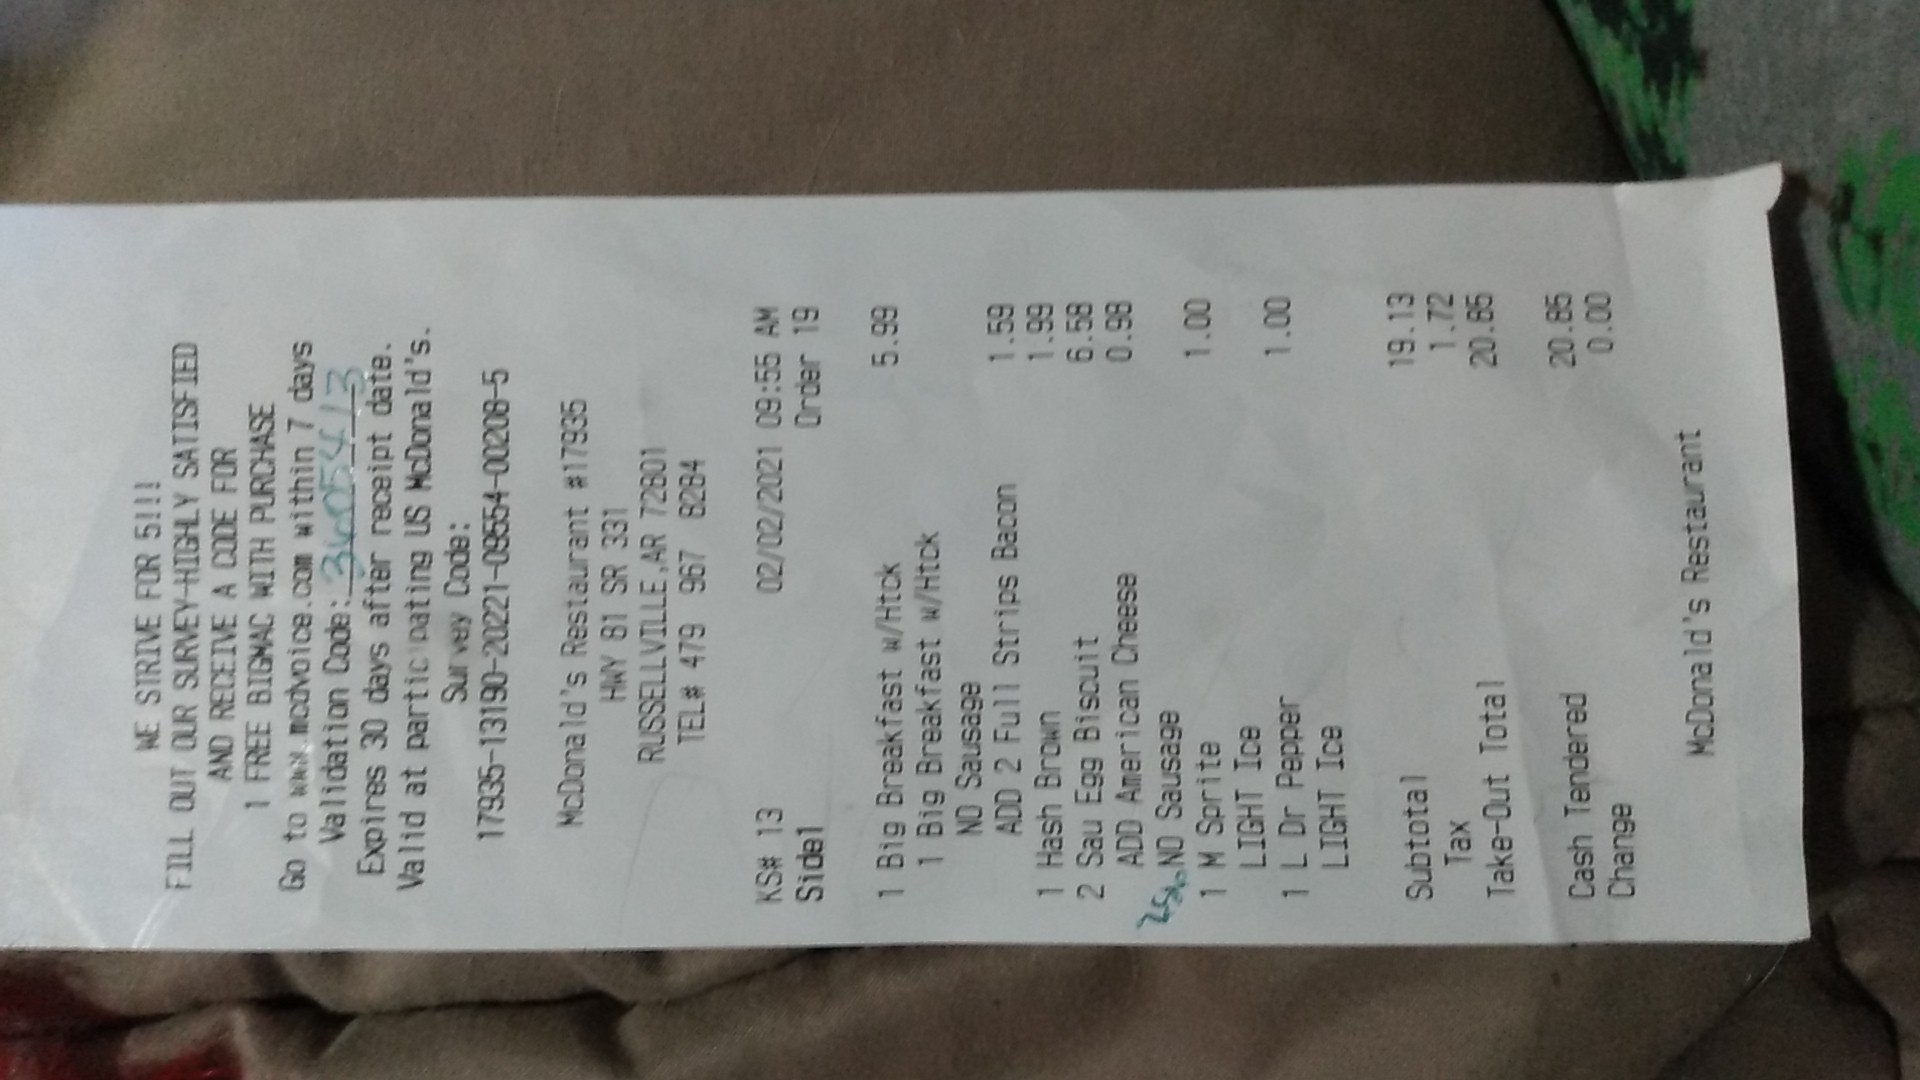 WE STRIVE FOR 5!!!
FILL OUT OUR SURVEY-HIGHLY SATISFIED
AND RECEIVE A CODE FOR
1 FREE BIGMAC WITH PURCHASE
Go to www.mcdvoice.com within 7 days
Validation Code:
Expires 30 days after receipt date.
Valid at participating US McDonald's.
Survey Code:
17935-13190-20221-09554-00208-5
McDonald's Restaurant #17935
HWY 81 SR 331
RUSSELLVILLE,AR 72801
TEL# 479 967 8284
KS# 13 02/02/2021 09:55 AM
Side1 Order 19
1 Big Breakfast w/Htck 5.99
1 Big Breakfast w/Htck
NO Sausage
ADD 2 Full Strips Bacon 1.59
1 Hash Brown 1.99
2 Sau Egg Biscuit 6.58
ADD American Cheese 0.98
NO Sausage
1 M Sprite 1.00
LIGHT Ice
1 L Dr Pepper 1.00
LIGHT Ice
Subtotal 19.13
Tax 1.72
Take-Out Total 20.85
Cash Tendered 20.85
Change 0.00
McDonald's Restaurant